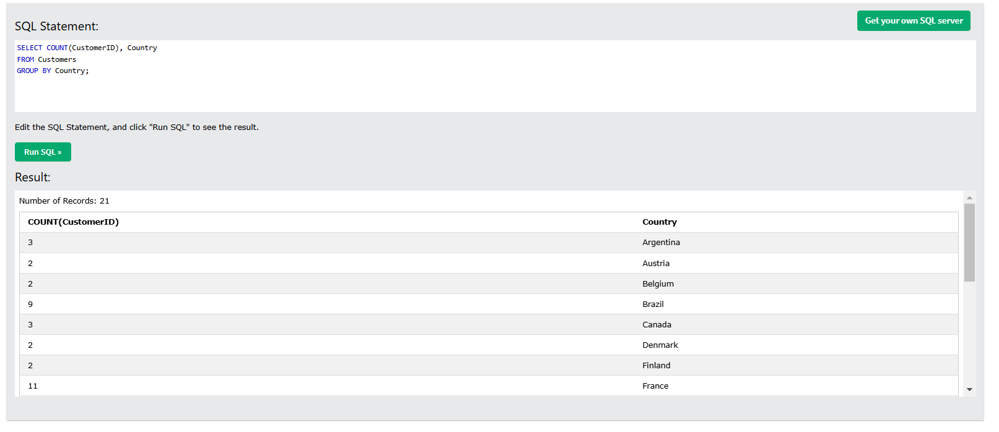 Get your own SQL server
SQL Statement:
SELECT COUNT(CustomerID), Country
FROM Customers
GROUP BY Country;
Edit the SQL Statement, and click "Run SQL" to see the result.
Run SQL »
Result:
Number of Records: 21
COUNT(CustomerID) Country
3 Argentina
2 Austria
2 Belgium
9 Brazil
3 Canada
2 Denmark
2 Finland
11 France